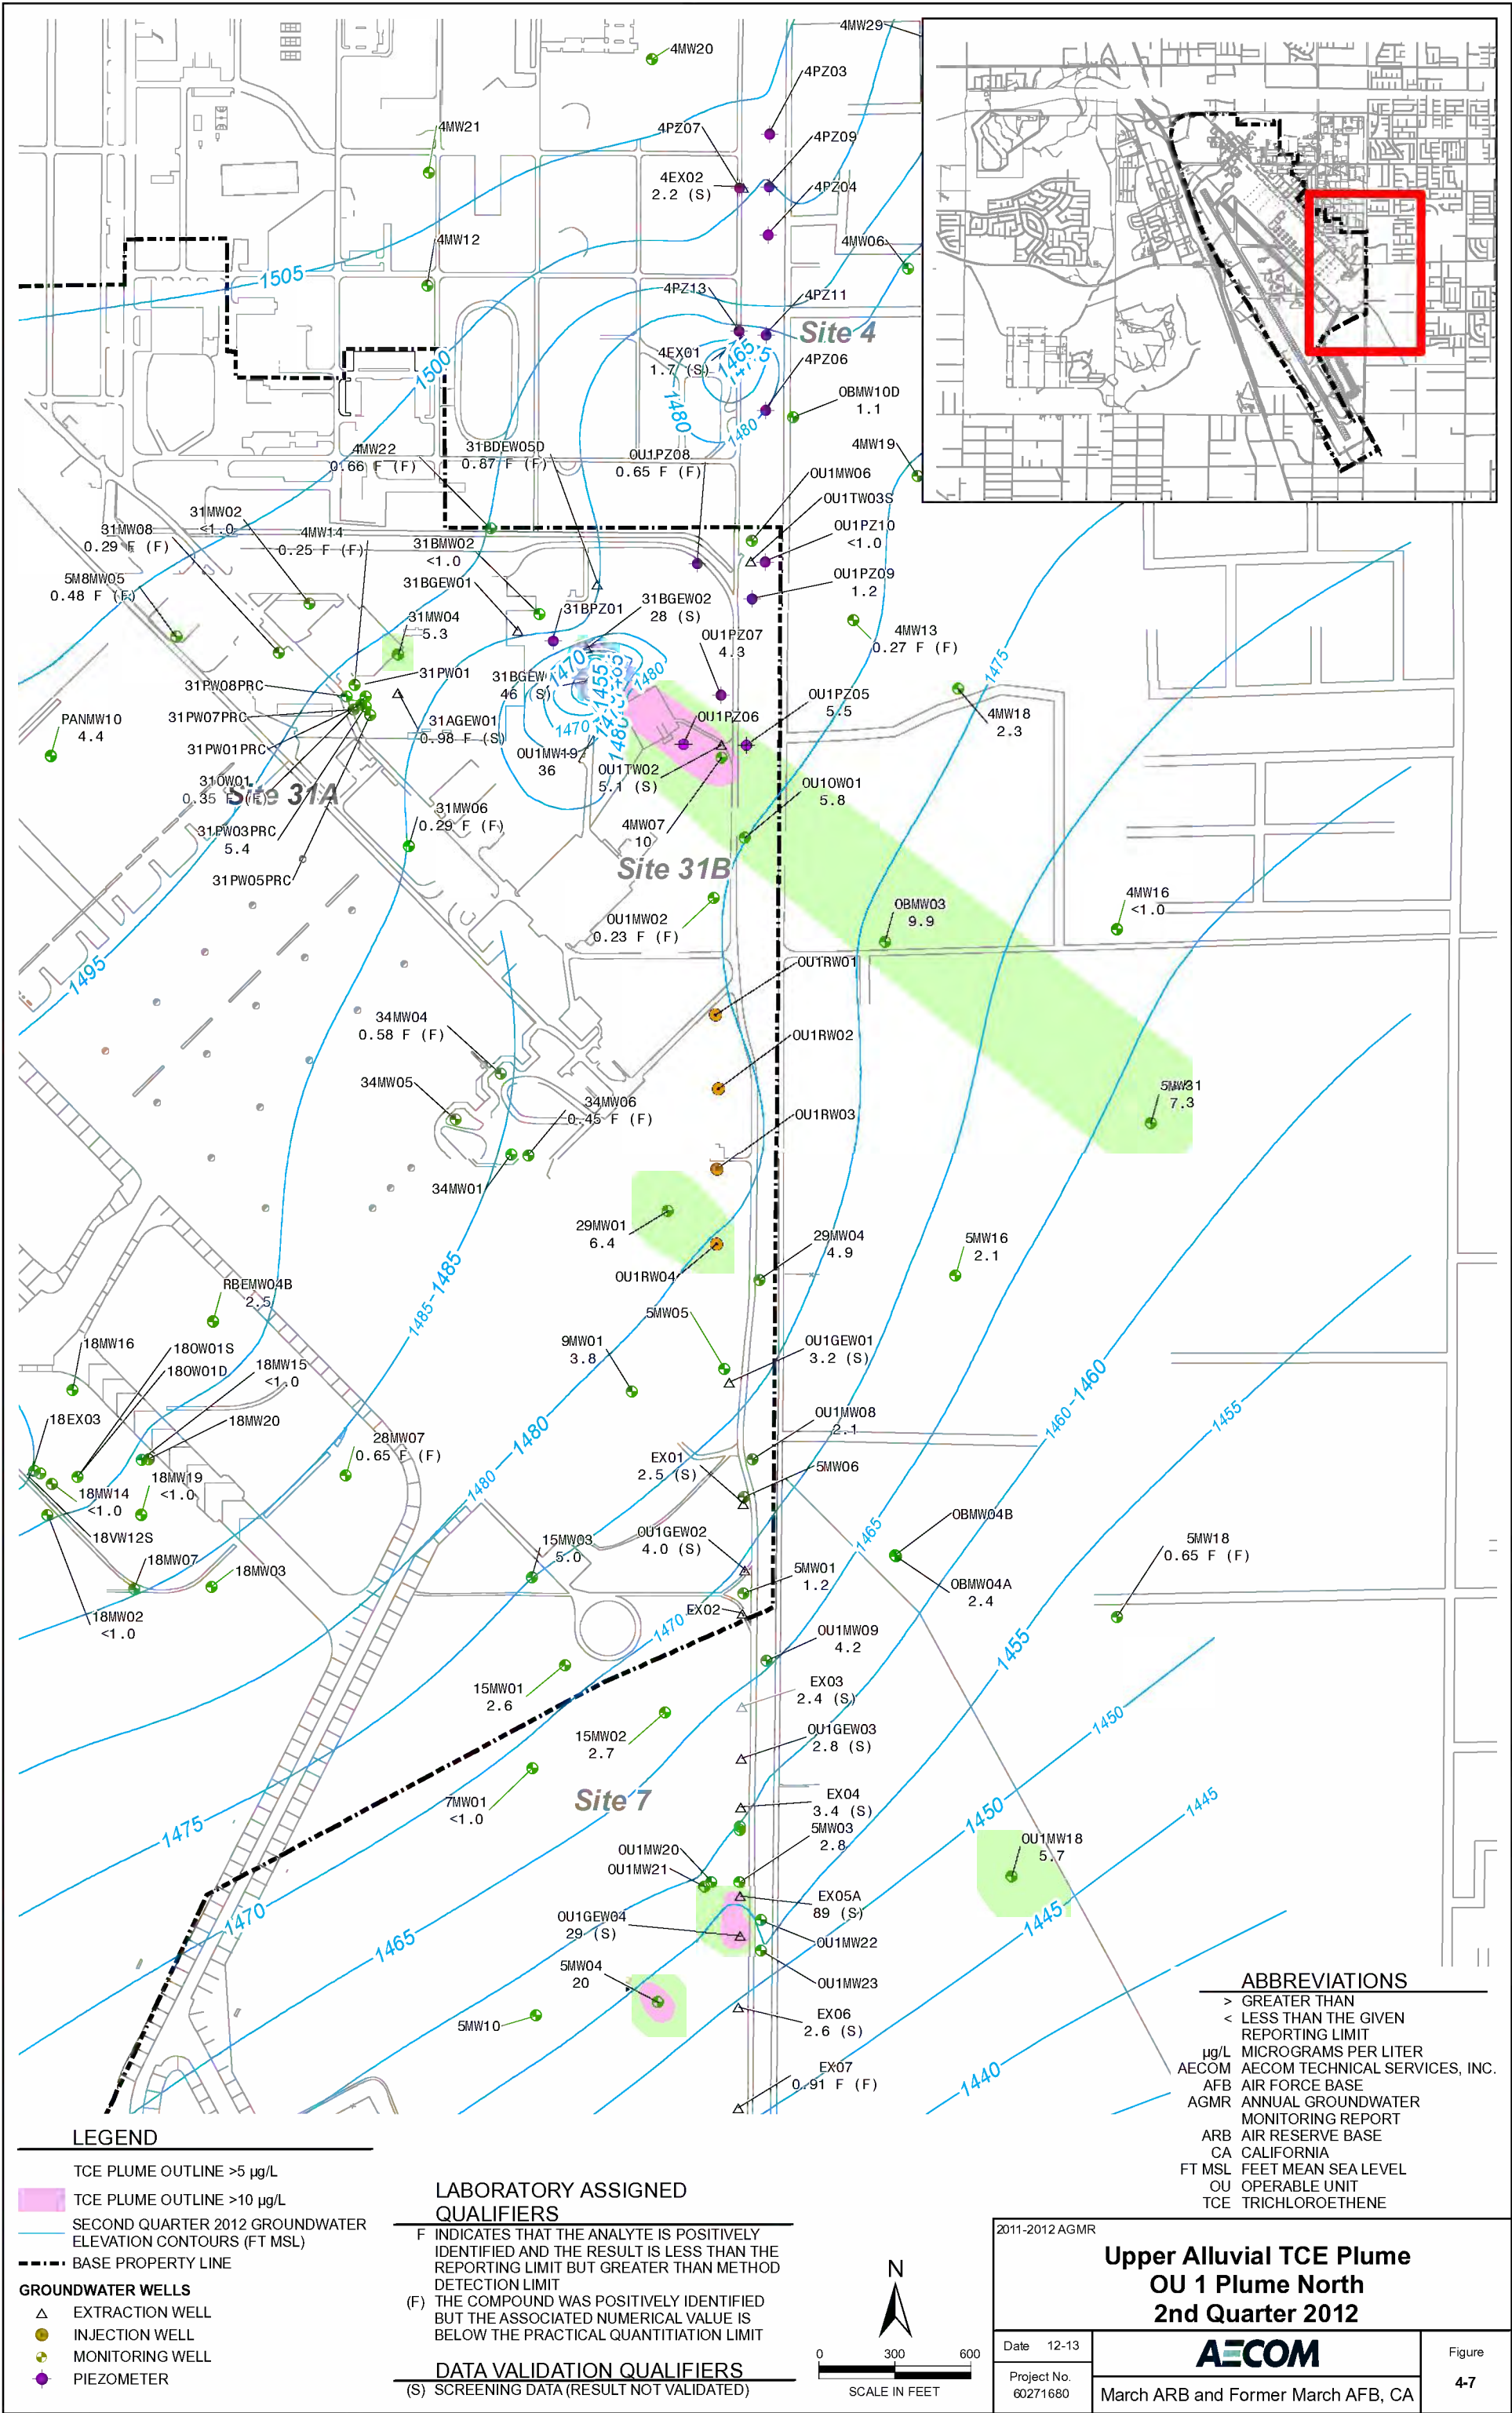 4MW29
4MW20
4PZ03
4MW21
4PZ07
4PZ09
4EX02
2.2 (S)
4PZ04
4MW12
4MW06
1505
4PZ13
4PZ11
Site 4
4EX01
1.7 (S)
1465
4PZ06
1500
1480
1480
OBMW10D
1.1
4MW22
0.66 F (F)
31BDEW05D
0.87 F (F)
OU1PZ08
0.65 F (F)
4MW19
OU1MW06
OU1TW03S
31MW02
<1.0
31MW08
0.29 F (F)
4MW14
0.25 F (F)
31BMW02
<1.0
OU1PZ10
<1.0
5M8MW05
0.48 F (F)
31BGEW01
OU1PZ09
1.2
31MW04
5.3
31BPZ01
31BGEW02
28 (S)
OU1PZ07
4.3
4MW13
0.27 F (F)
1475
31PW01
31PW08PRC
31BGEW
46 (S)
1470
1455
1480
31PW07PRC
31AGEW01
0.98 F (S)
1470
OU1PZ06
OU1PZ05
5.5
4MW18
2.3
PANMW10
4.4
31PW01PRC
OU1MW19
36
1480
OU1TW02
5.1 (S)
31OW01
0.35 F (F)
Site 31A
OU1OW01
5.8
31MW06
0.29 F (F)
31PW03PRC
5.4
4MW07
10
31PW05PRC
Site 31B
4MW16
<1.0
OBMW03
9.9
OU1MW02
0.23 F (F)
1495
OU1RW01
34MW04
0.58 F (F)
OU1RW02
34MW05
34MW06
0.45 F (F)
OU1RW03
5MW31
7.3
34MW01
29MW01
6.4
29MW04
4.9
5MW16
2.1
OU1RW04
RBEMW04B
2.5
1485-1485
5MW05
18MW16
18OW01S
18OW01D
18MW15
<1.0
9MW01
3.8
OU1GEW01
3.2 (S)
1460-1460
18EX03
18MW20
1480
OU1MW08
2.1
1455
28MW07
0.65 F (F)
EX01
2.5 (S)
5MW06
18MW14
<1.0
18MW19
<1.0
1480
18VW12S
15MW03
5.0
OU1GEW02
4.0 (S)
1465
OBMW04B
5MW18
0.65 F (F)
18MW07
18MW03
5MW01
1.2
OBMW04A
2.4
18MW02
<1.0
EX02
1470
OU1MW09
4.2
1455
15MW01
2.6
EX03
2.4 (S)
15MW02
2.7
OU1GEW03
2.8 (S)
1450
7MW01
<1.0
Site 7
EX04
3.4 (S)
1450
1445
1475
5MW03
2.8
OU1MW20
OU1MW21
OU1MW18
5.7
EX05A
89 (S)
1470
OU1GEW04
29 (S)
1445
1465
OU1MW22
5MW04
20
OU1MW23
5MW10
EX06
2.6 (S)
EX07
0.91 F (F)
1440
ABBREVIATIONS
> GREATER THAN
< LESS THAN THE GIVEN
REPORTING LIMIT
µg/L MICROGRAMS PER LITER
AECOM AECOM TECHNICAL SERVICES, INC.
AFB AIR FORCE BASE
AGMR ANNUAL GROUNDWATER
MONITORING REPORT
ARB AIR RESERVE BASE
CA CALIFORNIA
FT MSL FEET MEAN SEA LEVEL
OU OPERABLE UNIT
TCE TRICHLOROETHENE
LEGEND
TCE PLUME OUTLINE >5 µg/L
TCE PLUME OUTLINE >10 µg/L
SECOND QUARTER 2012 GROUNDWATER
ELEVATION CONTOURS (FT MSL)
BASE PROPERTY LINE
GROUNDWATER WELLS
EXTRACTION WELL
INJECTION WELL
MONITORING WELL
PIEZOMETER
LABORATORY ASSIGNED
QUALIFIERS
F INDICATES THAT THE ANALYTE IS POSITIVELY
IDENTIFIED AND THE RESULT IS LESS THAN THE
REPORTING LIMIT BUT GREATER THAN METHOD
DETECTION LIMIT
(F) THE COMPOUND WAS POSITIVELY IDENTIFIED
BUT THE ASSOCIATED NUMERICAL VALUE IS
BELOW THE PRACTICAL QUANTITIATION LIMIT
DATA VALIDATION QUALIFIERS
(S) SCREENING DATA (RESULT NOT VALIDATED)
N
0 300 600
SCALE IN FEET
2011-2012 AGMR
Upper Alluvial TCE Plume
OU 1 Plume North
2nd Quarter 2012
Date 12-13
Project No.
60271680
AECOM
March ARB and Former March AFB, CA
Figure
4-7